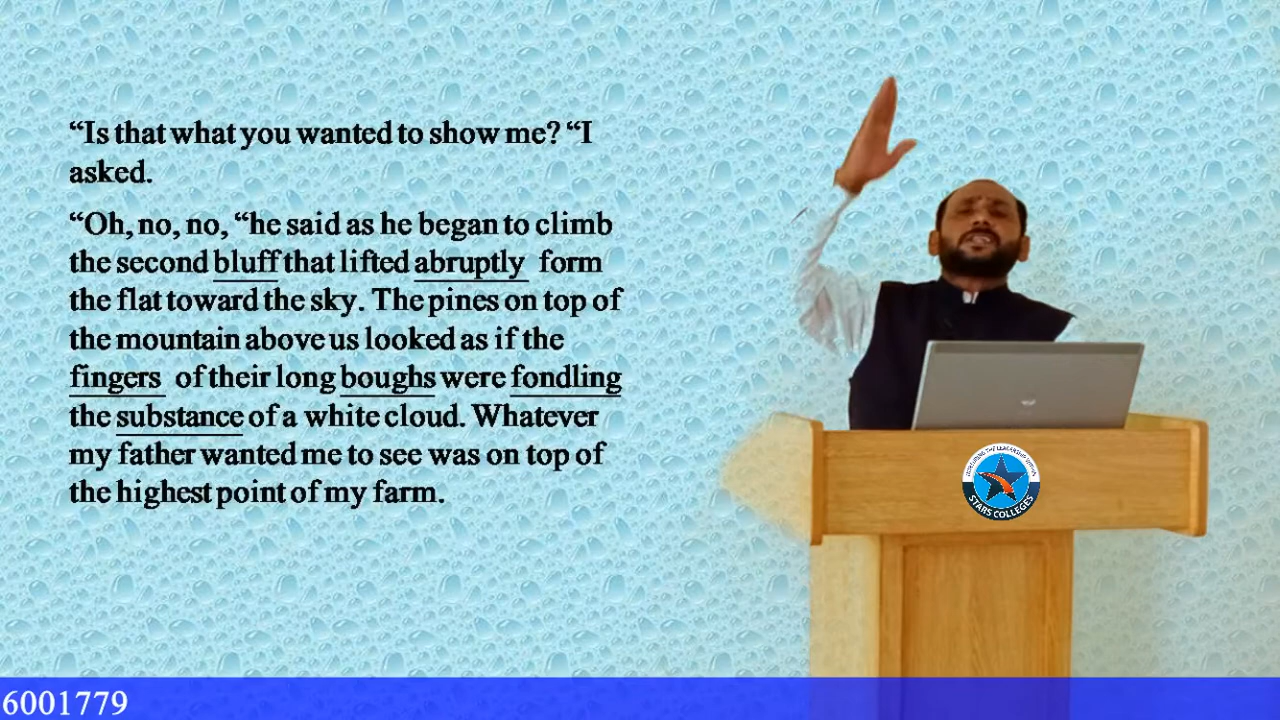 “Is that what you wanted to show me? “I
asked.
“Oh, no, no, “he said as he began to climb
the second bluff that lifted abruptly form
the flat toward the sky. The pines on top of
the mountain above us looked as if the
fingers of their long boughs were fondling
the substance of a white cloud. Whatever
my father wanted me to see was on top of
the highest point of my farm.
STARS COLLEGES
6001779